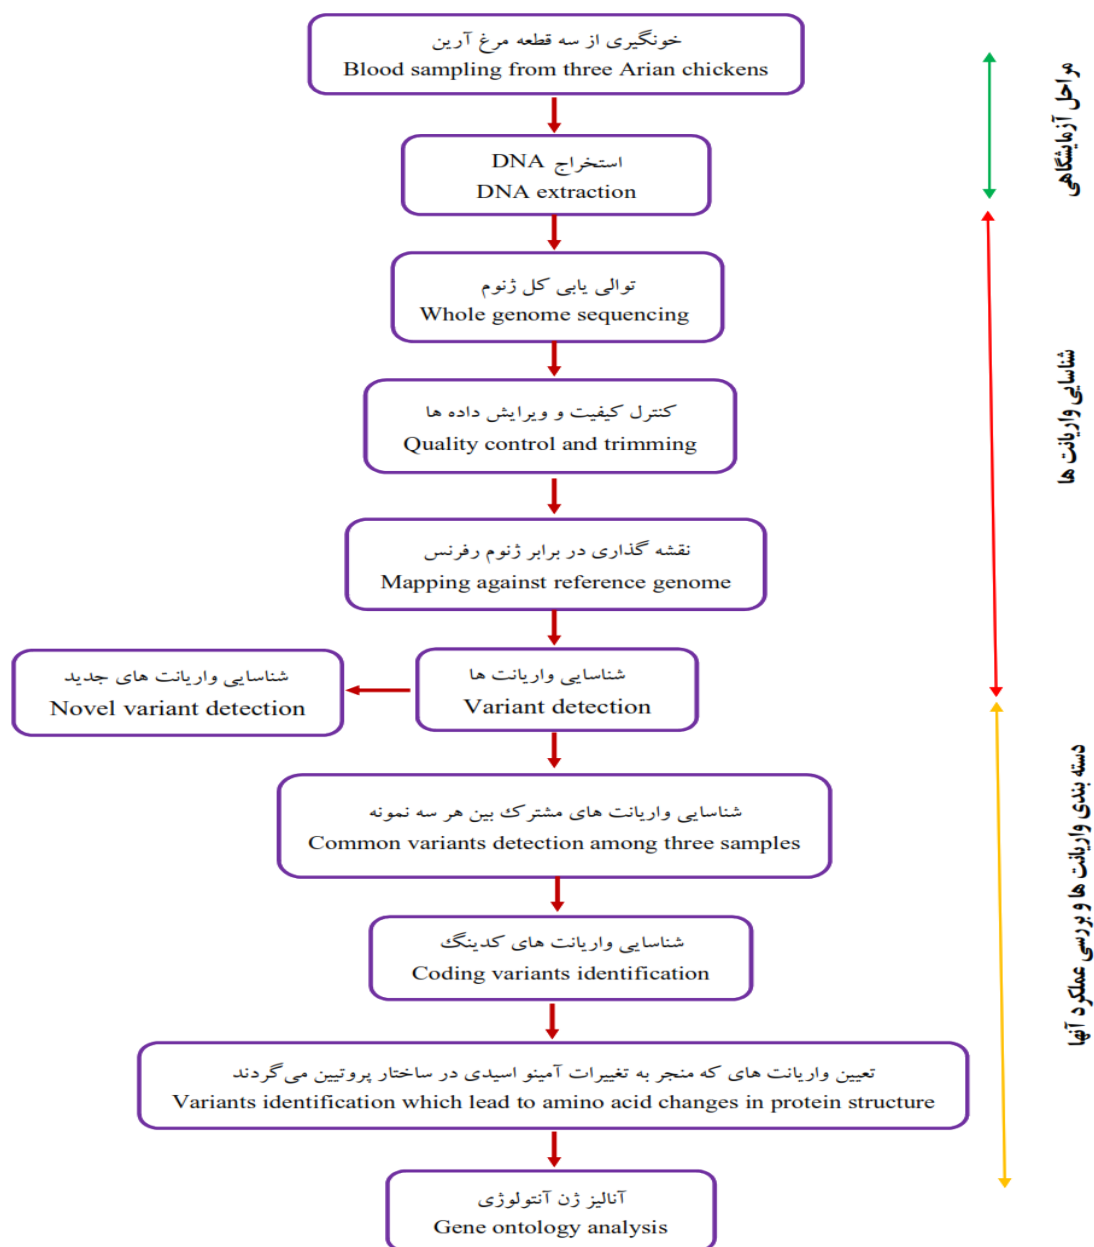 خونگیری از سه قطعه مرغ آرین
Blood sampling from three Arian chickens
استخراج DNA
DNA extraction
توالی یابی کل ژنوم
Whole genome sequencing
کنترل کیفیت و ویرایش داده ها
Quality control and trimming
نقشه گذاری در برابر ژنوم رفرنس
Mapping against reference genome
شناسایی واریانت ها
Variant detection
شناسایی واریانت های جدید
Novel variant detection
شناسایی واریانت های مشترک بین هر سه نمونه
Common variants detection among three samples
شناسایی واریانت های کدینگ
Coding variants identification
تعیین واریانت های که منجر به تغییرات آمینو اسیدی در ساختار پروتیین می‌گردند
Variants identification which lead to amino acid changes in protein structure
آنالیز ژن آنتولوژی
Gene ontology analysis
مراحل آزمایشگاهی
شناسایی واریانت ها
دسته بندی واریانت ها و بررسی عملکرد آنها